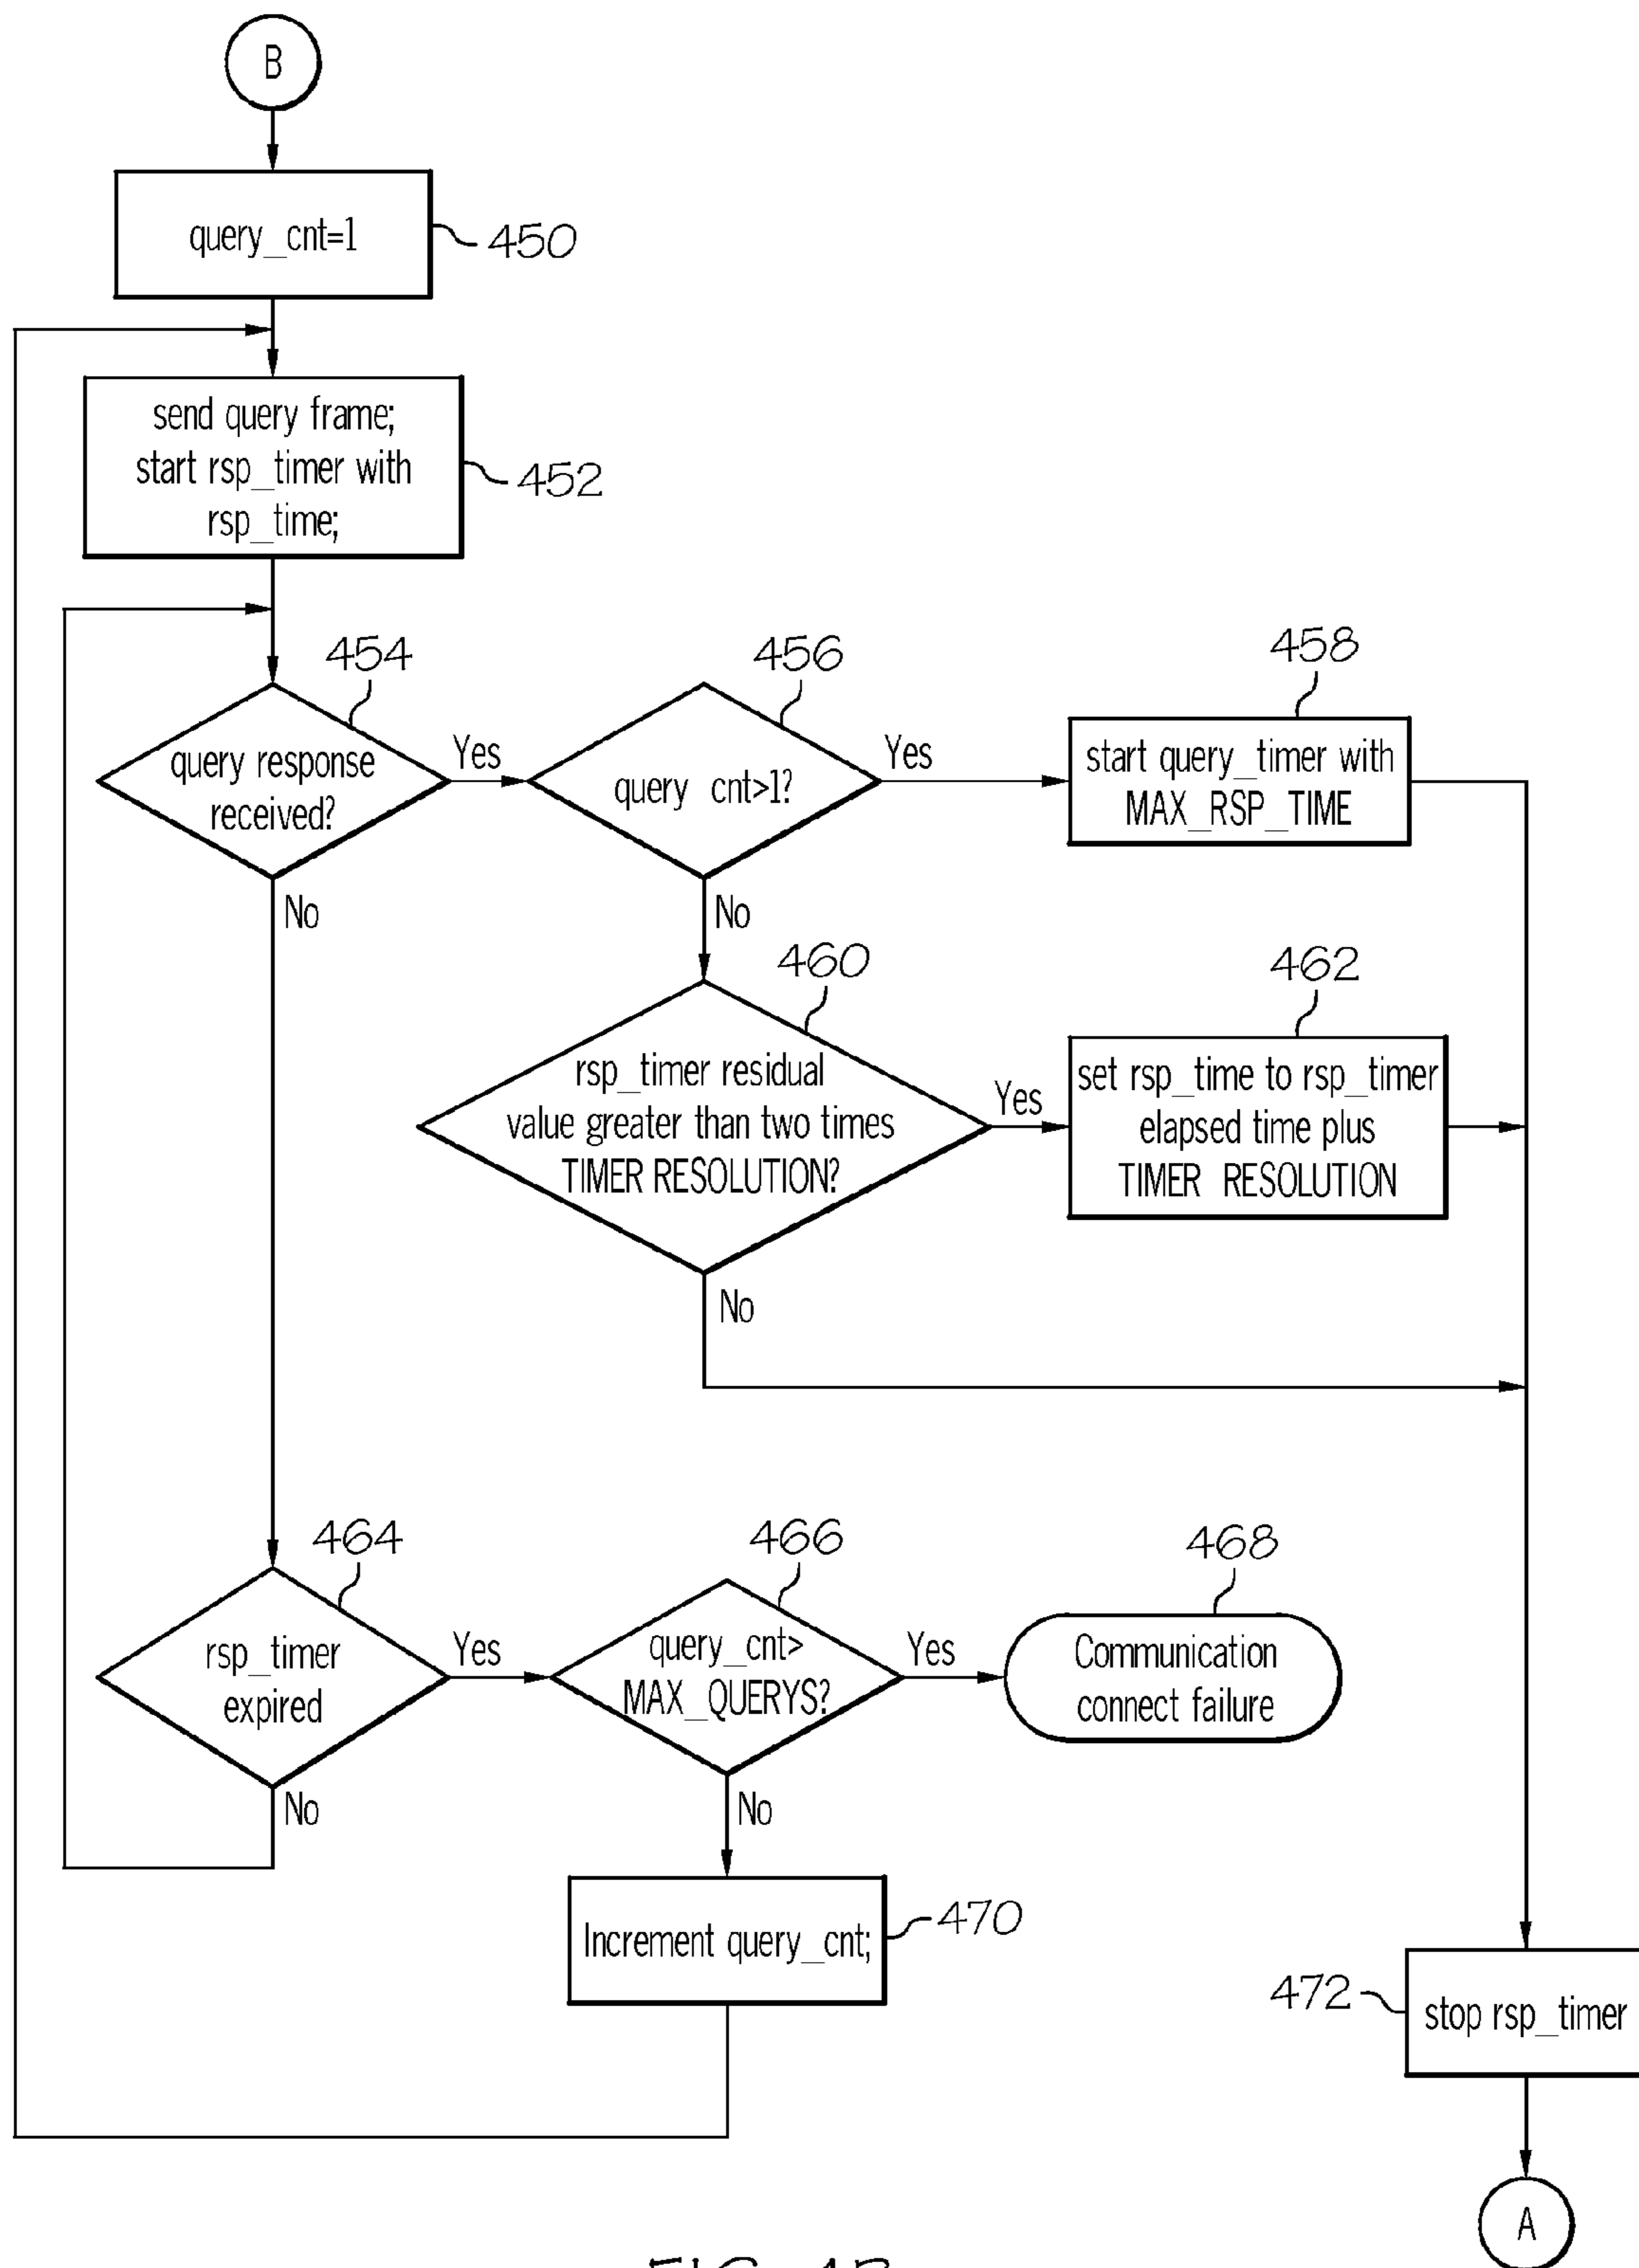 B
query_cnt=1
450
send query frame;
start rsp_timer with
rsp_time;
452
454
query response
received?
Yes
No
456
query cnt>1?
Yes
No
458
start query_timer with
MAX_RSP_TIME
460
rsp_timer residual
value greater than two times
TIMER RESOLUTION?
Yes
No
462
set rsp_time to rsp_timer
elapsed time plus
TIMER RESOLUTION
464
rsp_timer
expired
Yes
No
466
query_cnt>
MAX_QUERYS?
Yes
No
468
Communication
connect failure
Increment query_cnt;
470
472
stop rsp_timer
A